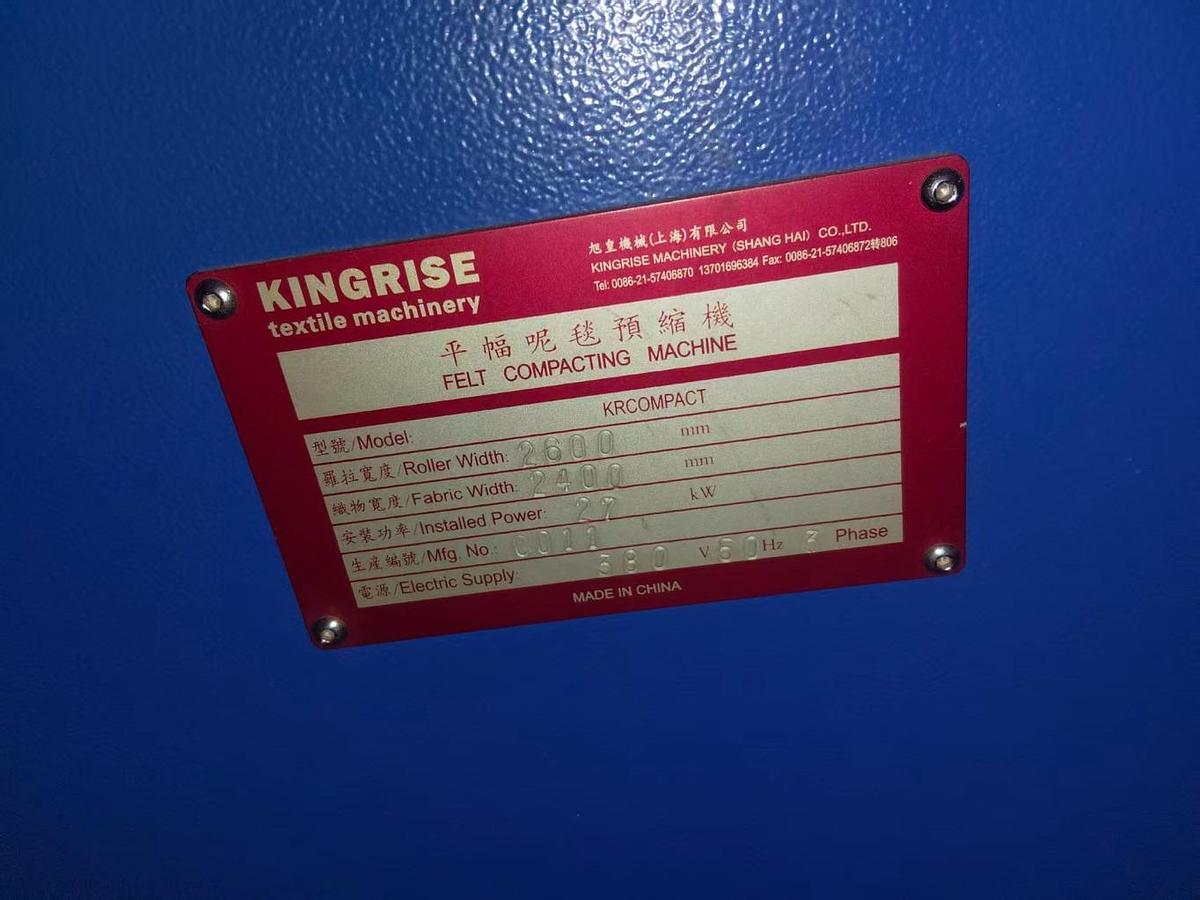 KINGRISE
textile machinery
旭皇機械(上海)有限公司
KINGRISE MACHINERY (SHANG HAI) CO.,LTD.
Tel: 0086-21-57406870 13701696384 Fax: 0086-21-57406872转806
平幅呢毯預縮機
FELT COMPACTING MACHINE
型號/Model: KRCOMPACT
羅拉寬度/Roller Width: 2600 mm
織物寬度/Fabric Width: 2400 mm
安裝功率/Installed Power: 27 kW
生産編號/Mfg. No.: C011
電源/Electric Supply: 380 V 50 Hz 3 Phase
MADE IN CHINA